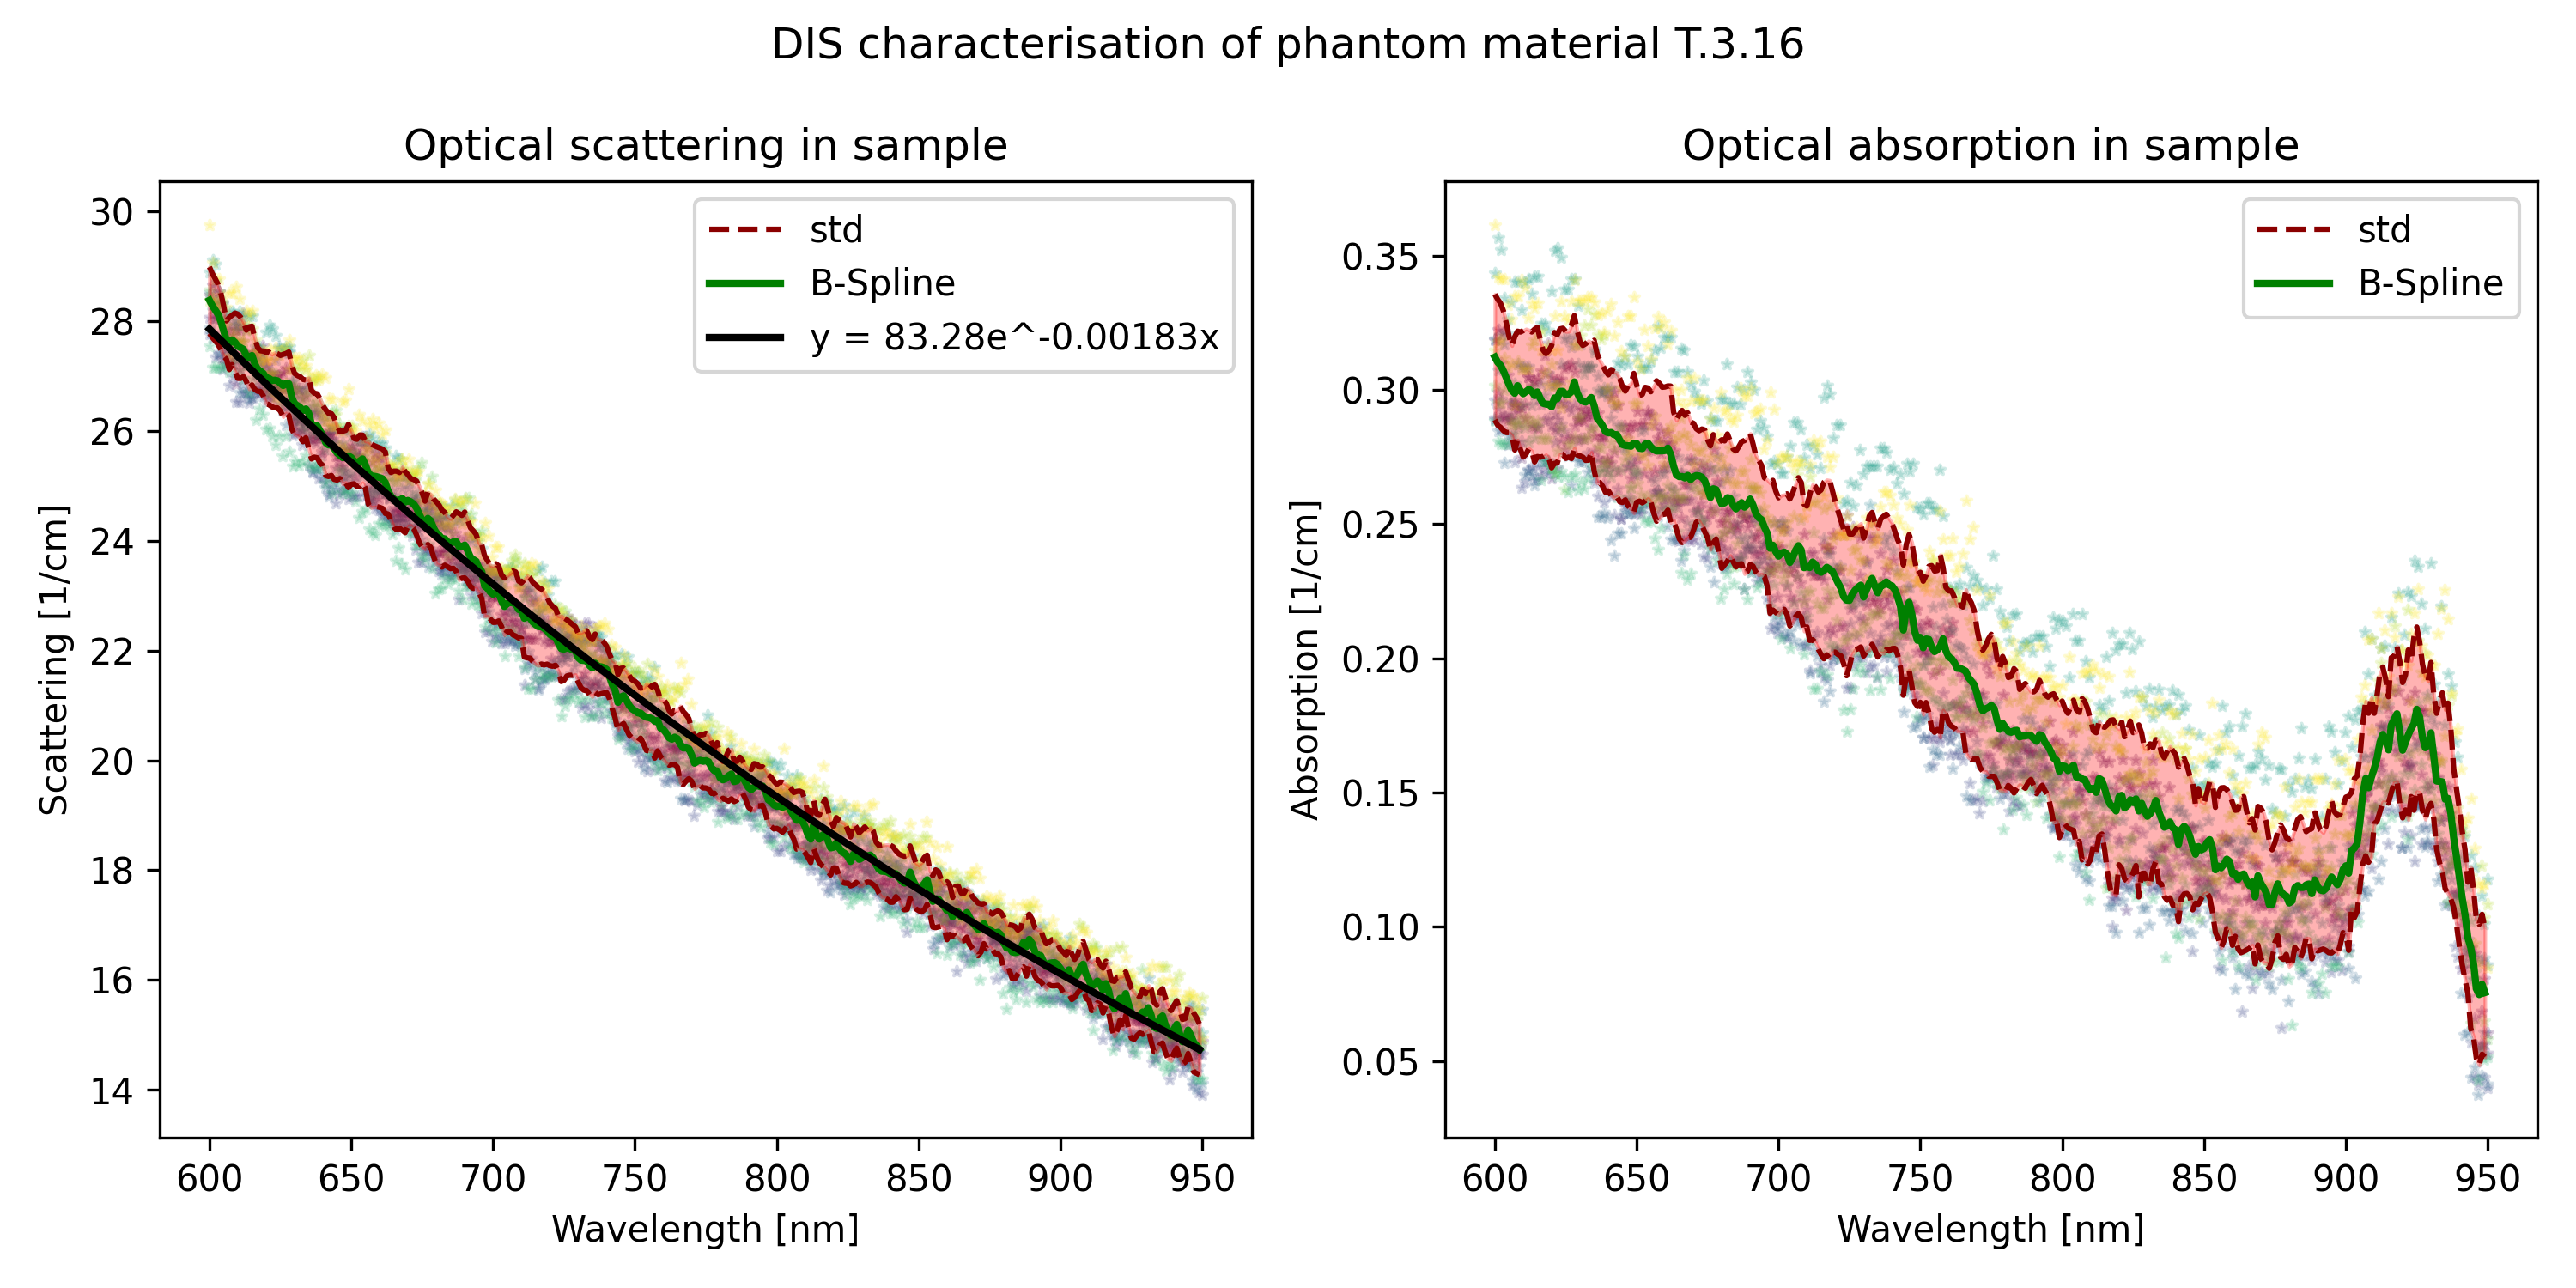 DIS characterisation of phantom material T.3.16
Optical scattering in sample
30
28
26
24
22
20
18
16
14
Scattering [1/cm]
600 650 700 750 800 850 900 950
Wavelength [nm]
std
B-Spline
y = 83.28e^-0.00183x
Optical absorption in sample
0.35
0.30
0.25
0.20
0.15
0.10
0.05
Absorption [1/cm]
600 650 700 750 800 850 900 950
Wavelength [nm]
std
B-Spline